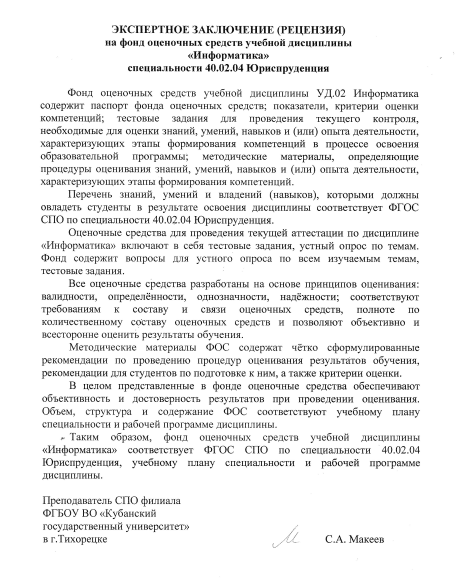 ЭКСПЕРТНОЕ ЗАКЛЮЧЕНИЕ (РЕЦЕНЗИЯ)
на фонд оценочных средств учебной дисциплины
«Информатика»
специальности 40.02.04 Юриспруденция
Фонд оценочных средств учебной дисциплины УД.02 Информатика
содержит паспорт фонда оценочных средств; показатели, критерии оценки
компетенций; тестовые задания для проведения текущего контроля,
необходимые для оценки знаний, умений, навыков и (или) опыта деятельности,
характеризующих этапы формирования компетенций в процессе освоения
образовательной программы; методические материалы, определяющие
процедуры оценивания знаний, умений, навыков и (или) опыта деятельности,
характеризующих этапы формирования компетенций.
Перечень знаний, умений и владений (навыков), которыми должны
овладеть студенты в результате освоения дисциплины соответствует ФГОС
СПО по специальности 40.02.04 Юриспруденция.
Оценочные средства для проведения текущей аттестации по дисциплине
«Информатика» включают в себя тестовые задания, устный опрос по темам.
Фонд содержит вопросы для устного опроса по всем изучаемым темам,
тестовые задания.
Все оценочные средства разработаны на основе принципов оценивания:
валидности, определённости, однозначности, надёжности; соответствуют
требованиям к составу и связи оценочных средств, полноте по
количественному составу оценочных средств и позволяют объективно и
всесторонне оценить результаты обучения.
Методические материалы ФОС содержат чётко сформулированные
рекомендации по проведению процедур оценивания результатов обучения,
рекомендации для студентов по подготовке к ним, а также критерии оценки.
В целом представленные в фонде оценочные средства обеспечивают
объективность и достоверность результатов при проведении оценивания.
Объем, структура и содержание ФОС соответствуют учебному плану
специальности и рабочей программе дисциплины.
Таким образом, фонд оценочных средств учебной дисциплины
«Информатика» соответствует ФГОС СПО по специальности 40.02.04
Юриспруденция, учебному плану специальности и рабочей программе
дисциплины.
Преподаватель СПО филиала
ФГБОУ ВО «Кубанский
государственный университет»
в г.Тихорецке С.А. Макеев